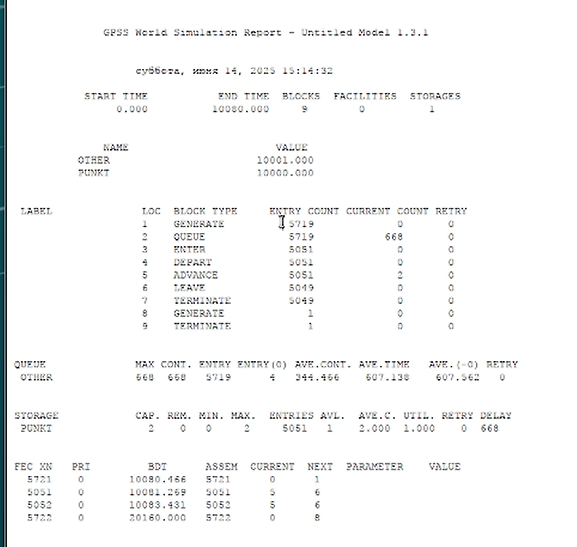 GPSS World Simulation Report - Untitled Model 1.3.1
суббота, июня 14, 2025 15:14:32
START TIME END TIME BLOCKS FACILITIES STORAGES
0.000 10080.000 9 0 1
NAME VALUE
OTHER 10001.000
PUNKT 10000.000
LABEL LOC BLOCK TYPE ENTRY COUNT CURRENT COUNT RETRY
1 GENERATE 5719 0 0
2 QUEUE 5719 668 0
3 ENTER 5051 0 0
4 DEPART 5051 0 0
5 ADVANCE 5051 2 0
6 LEAVE 5049 0 0
7 TERMINATE 5049 0 0
8 GENERATE 1 0 0
9 TERMINATE 1 0 0
QUEUE MAX CONT. ENTRY ENTRY(0) AVE.CONT. AVE.TIME AVE.(-0) RETRY
OTHER 668 668 5719 4 344.466 607.138 607.562 0
STORAGE CAP. REM. MIN. MAX. ENTRIES AVL. AVE.C. UTIL. RETRY DELAY
PUNKT 2 0 0 2 5051 1 2.000 1.000 0 668
FEC XN PRI BDT ASSEM CURRENT NEXT PARAMETER VALUE
5721 0 10080.466 5721 0 1
5051 0 10081.269 5051 5 6
5052 0 10083.431 5052 5 6
5722 0 20160.000 5722 0 8